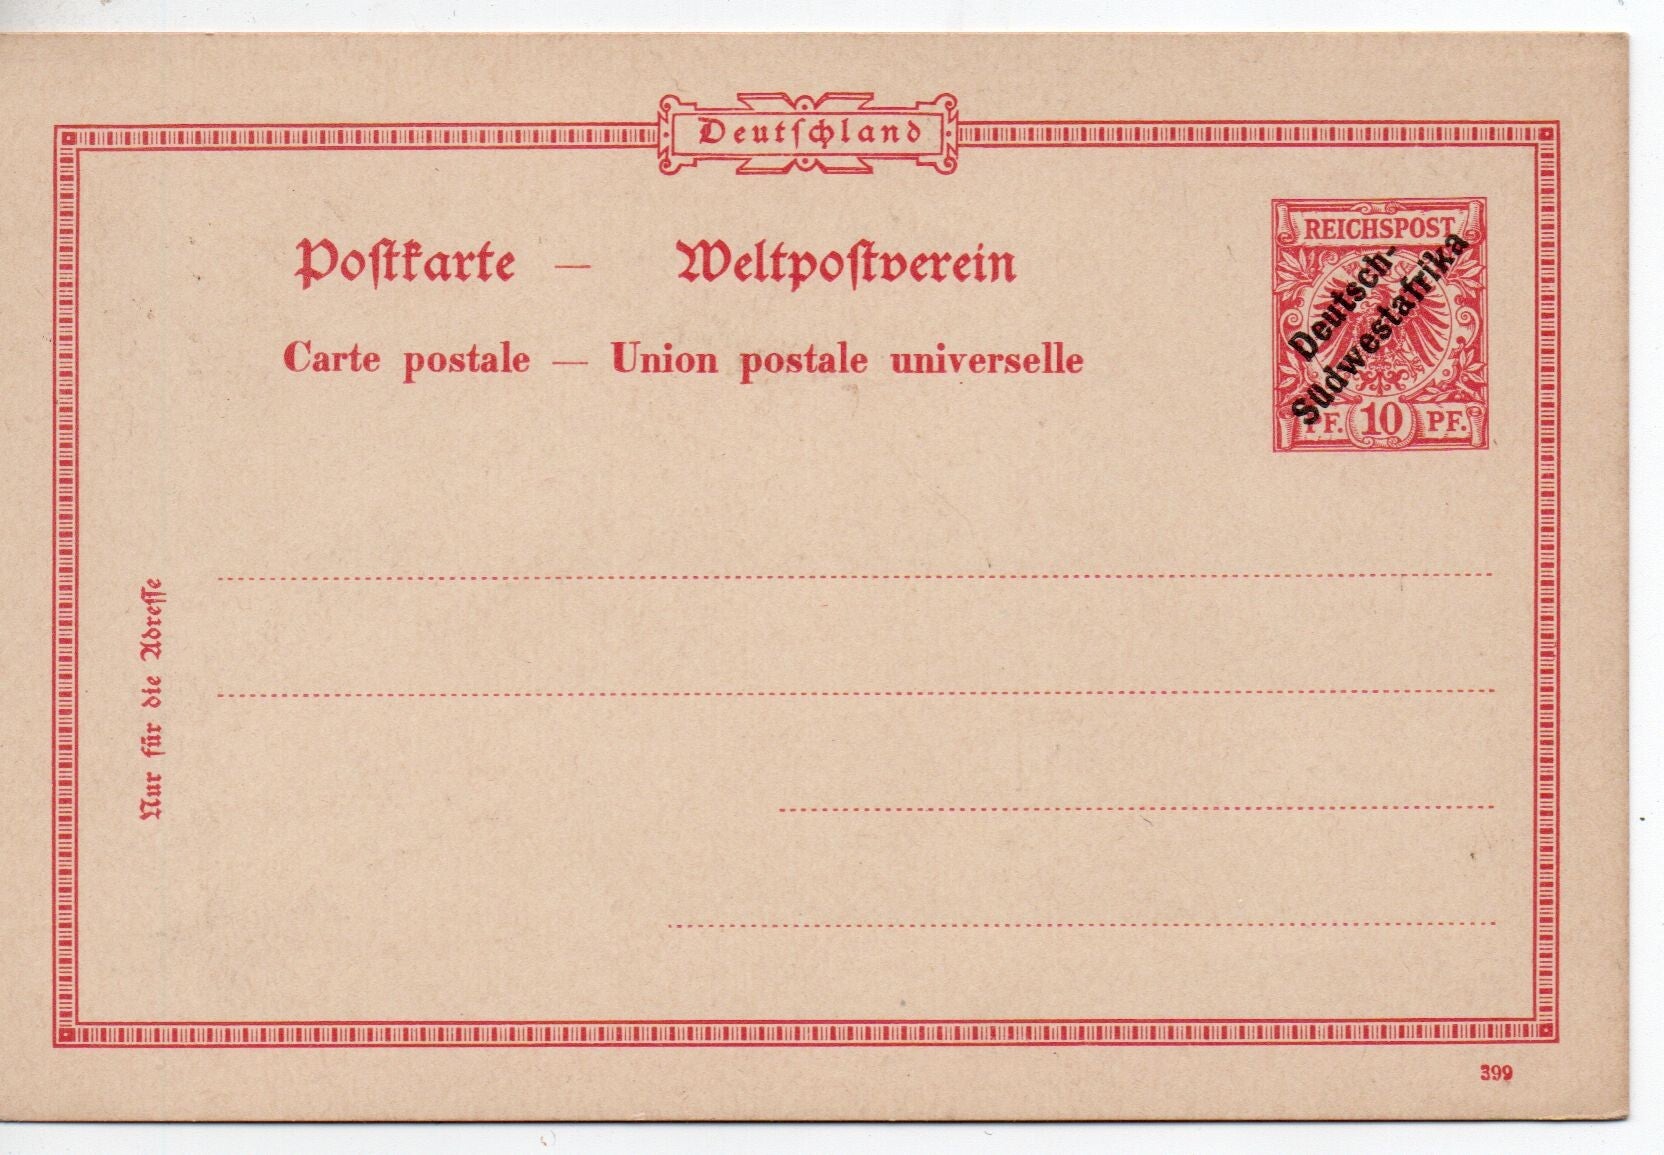 Deutschland
Postkarte — Weltpostverein
Carte postale — Union postale universelle
REICHSPOST
Deutsch-
Südwestafrika
PF. 10 PF.
Nur für die Adresse
399